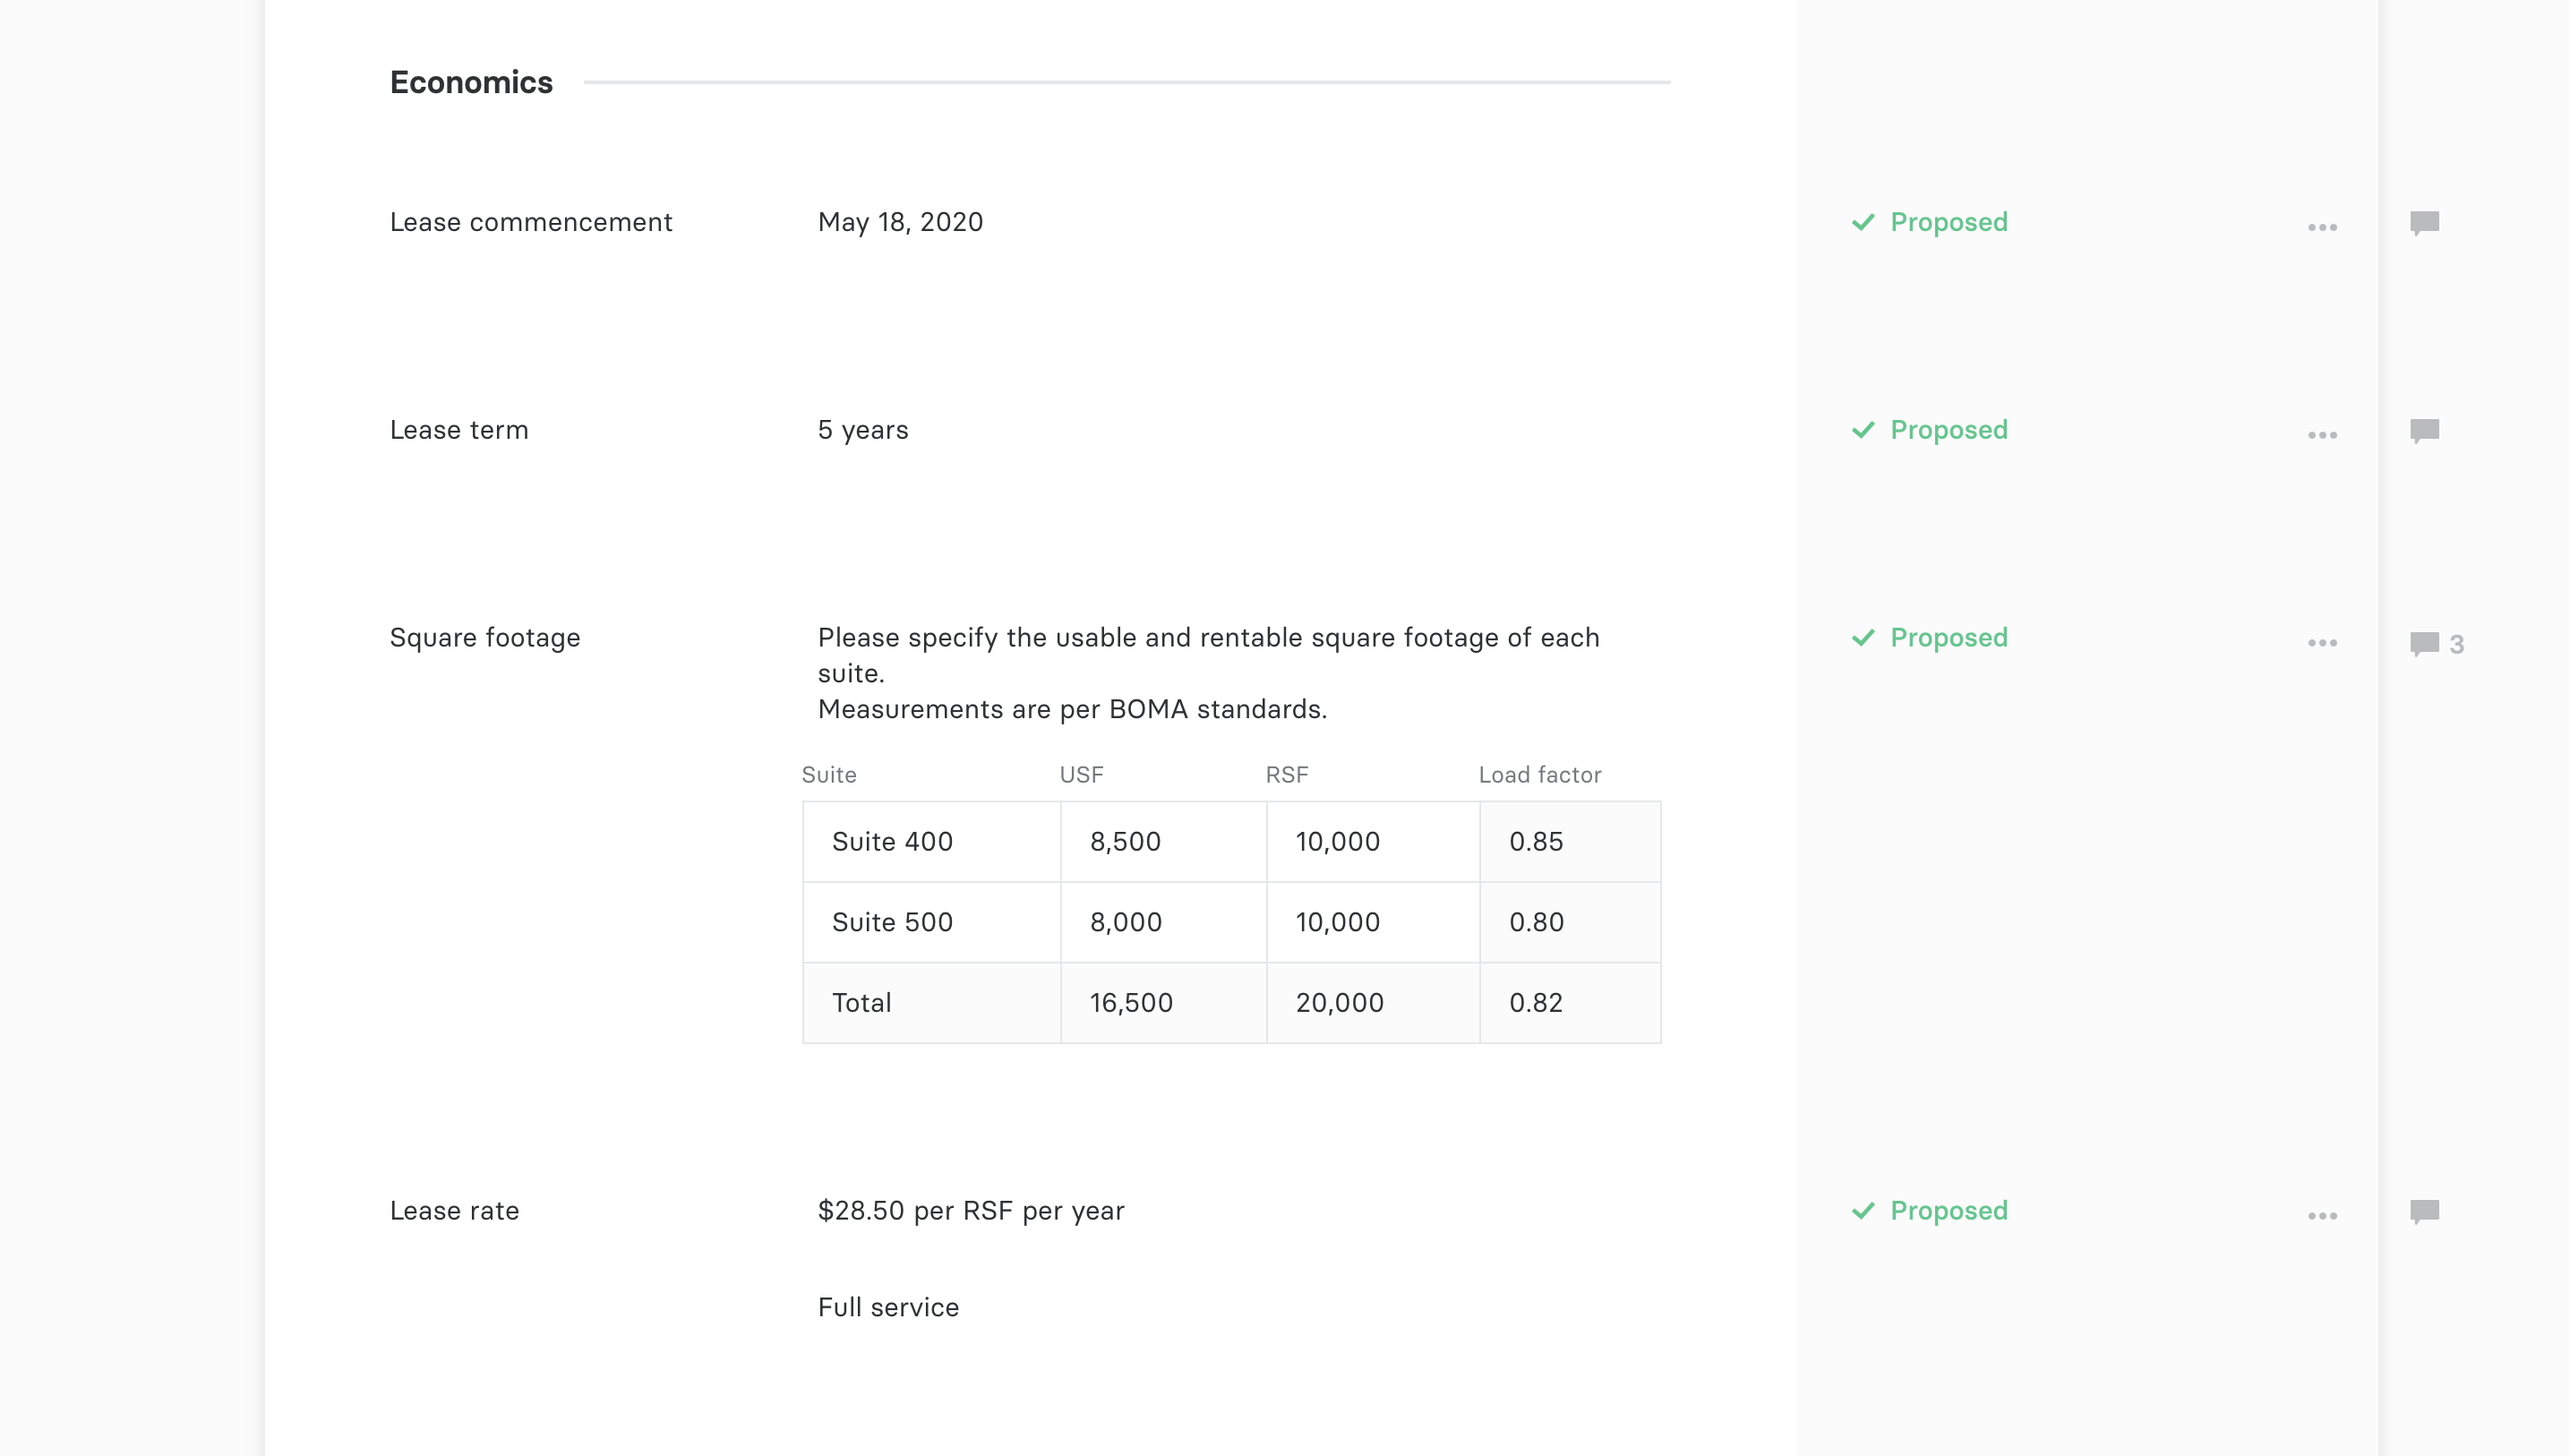 Economics
Lease commencement May 18, 2020 Proposed
Lease term 5 years Proposed
Square footage Please specify the usable and rentable square footage of each Proposed 3
suite.
Measurements are per BOMA standards.
Suite USF RSF Load factor
Suite 400 8,500 10,000 0.85
Suite 500 8,000 10,000 0.80
Total 16,500 20,000 0.82
Lease rate $28.50 per RSF per year Proposed
Full service